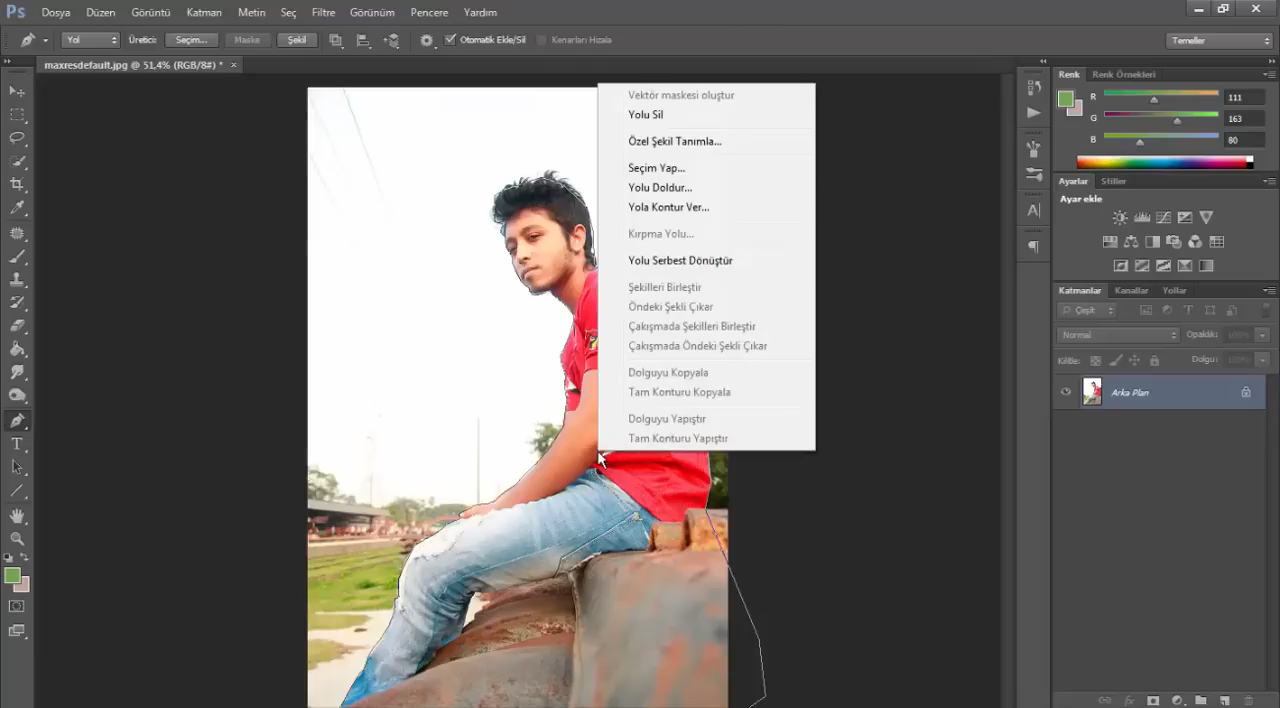 Ps Dosya Düzen Görüntü Katman Metin Seç Filtre Görünüm Pencere Yardım
Yol Üretici: Seçim... Maske Şekil Otomatik Ekle/Sil Kenarları Hizala Temeller
maxresdefault.jpg @ 51,4% (RGB/8#) * ×
Vektör maskesi oluştur
Yolu Sil
Özel Şekil Tanımla...
Seçim Yap...
Yolu Doldur...
Yola Kontur Ver...
Kırpma Yolu...
Yolu Serbest Dönüştür
Şekilleri Birleştir
Öndeki Şekli Çıkar
Çakışmada Şekilleri Birleştir
Çakışmada Öndeki Şekli Çıkar
Dolguyu Kopyala
Tam Konturu Kopyala
Dolguyu Yapıştır
Tam Konturu Yapıştır
Renk Renk Örnekleri
R 111
G 163
B 80
Ayarlar Stiller
Ayar ekle
Katmanlar Kanallar Yollar
Çeşit
Normal Opaklık: 100%
Kilitle: Dolgu: 100%
Arka Plan